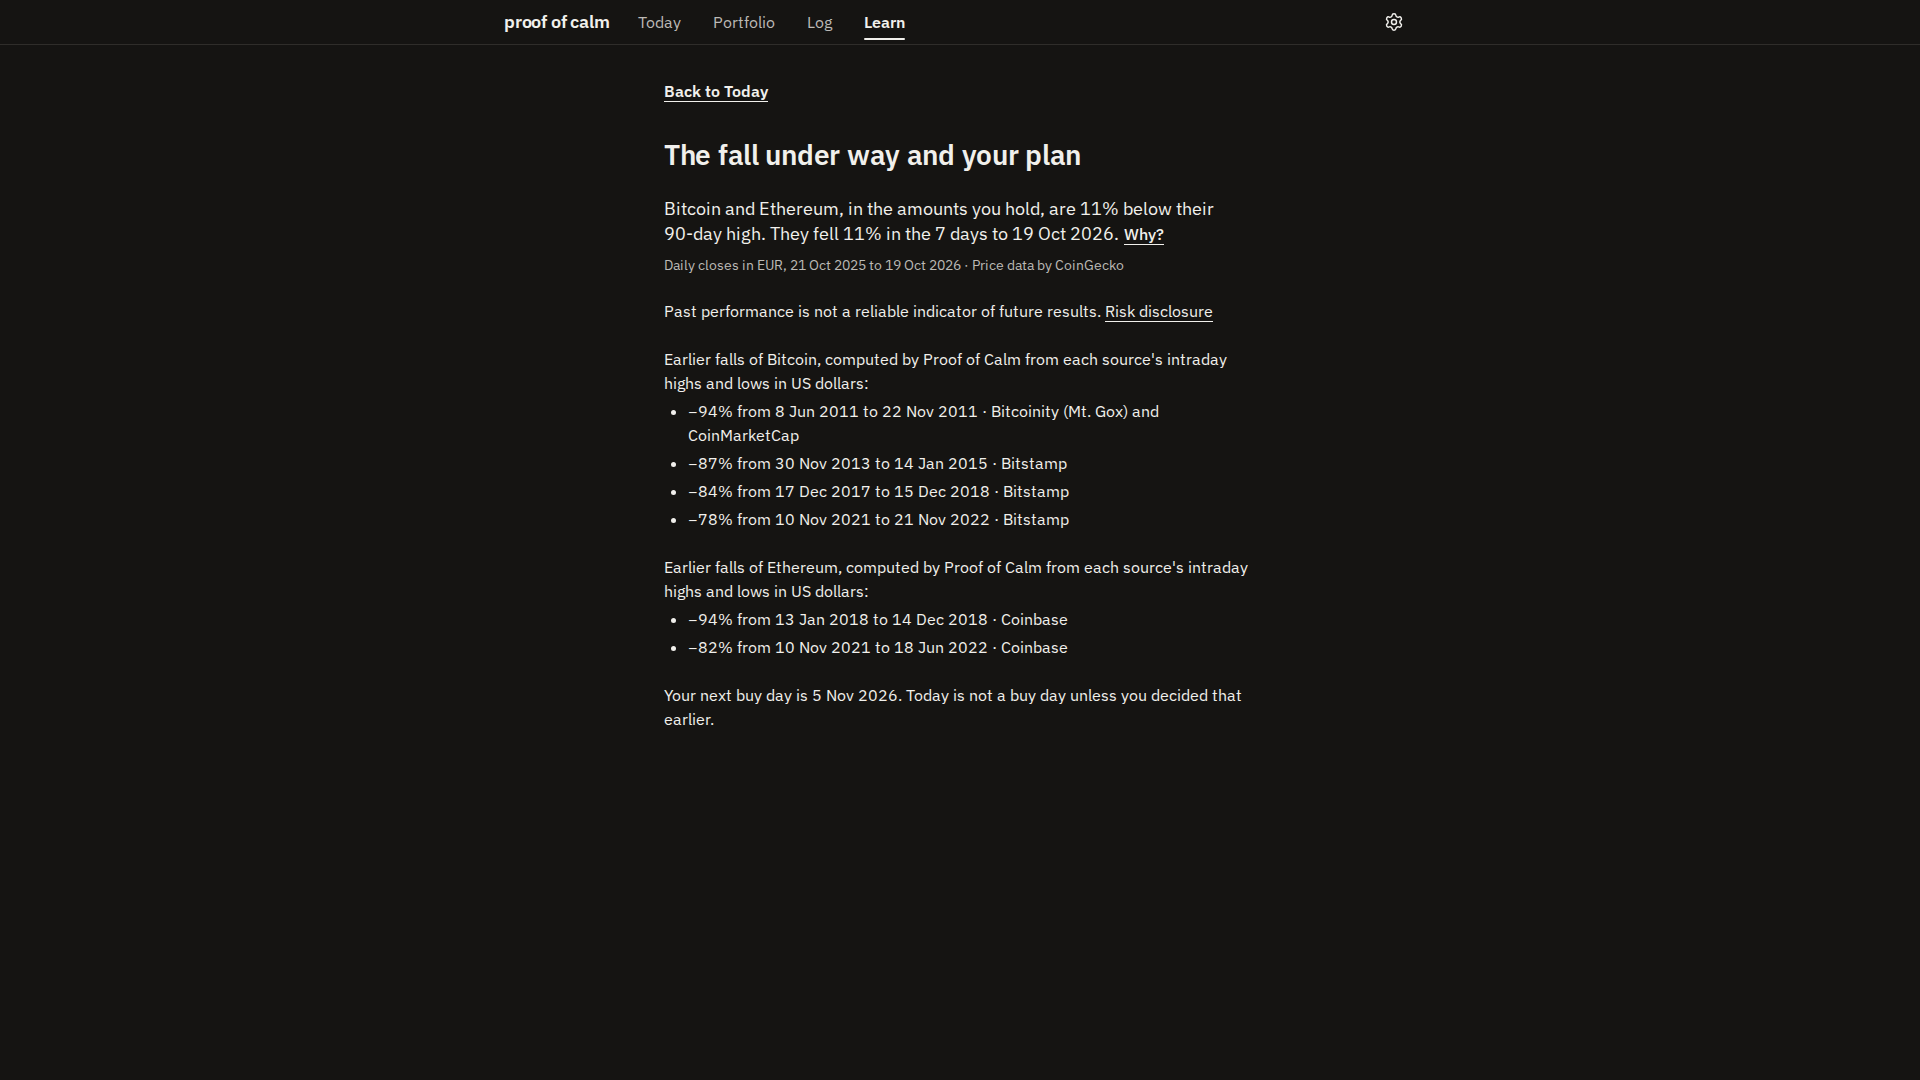 proof of calm
Today
Portfolio
Log
Learn
Back to Today
The fall under way and your plan
Bitcoin and Ethereum, in the amounts you hold, are 11% below their
90-day high. They fell 11% in the 7 days to 19 Oct 2026. Why?
Daily closes in EUR, 21 Oct 2025 to 19 Oct 2026 · Price data by CoinGecko
Past performance is not a reliable indicator of future results. Risk disclosure
Earlier falls of Bitcoin, computed by Proof of Calm from each source's intraday
highs and lows in US dollars:
• −94% from 8 Jun 2011 to 22 Nov 2011 · Bitcoinity (Mt. Gox) and
CoinMarketCap
• −87% from 30 Nov 2013 to 14 Jan 2015 · Bitstamp
• −84% from 17 Dec 2017 to 15 Dec 2018 · Bitstamp
• −78% from 10 Nov 2021 to 21 Nov 2022 · Bitstamp
Earlier falls of Ethereum, computed by Proof of Calm from each source's intraday
highs and lows in US dollars:
• −94% from 13 Jan 2018 to 14 Dec 2018 · Coinbase
• −82% from 10 Nov 2021 to 18 Jun 2022 · Coinbase
Your next buy day is 5 Nov 2026. Today is not a buy day unless you decided that
earlier.